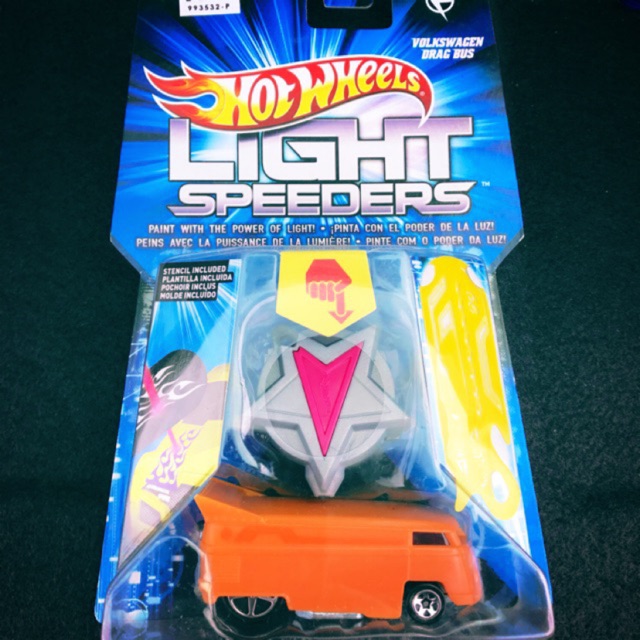 993532-P
VOLKSWAGEN
DRAG BUS
HOT WHEELS
LIGHT
SPEEDERS™
PAINT WITH THE POWER OF LIGHT! • ¡PINTA CON EL PODER DE LA LUZ!
PEINS AVEC LA PUISSANCE DE LA LUMIÈRE! • PINTE COM O PODER DA LUZ!
STENCIL INCLUDED
PLANTILLA INCLUIDA
POCHOIR INCLUS
MOLDE INCLUÍDO